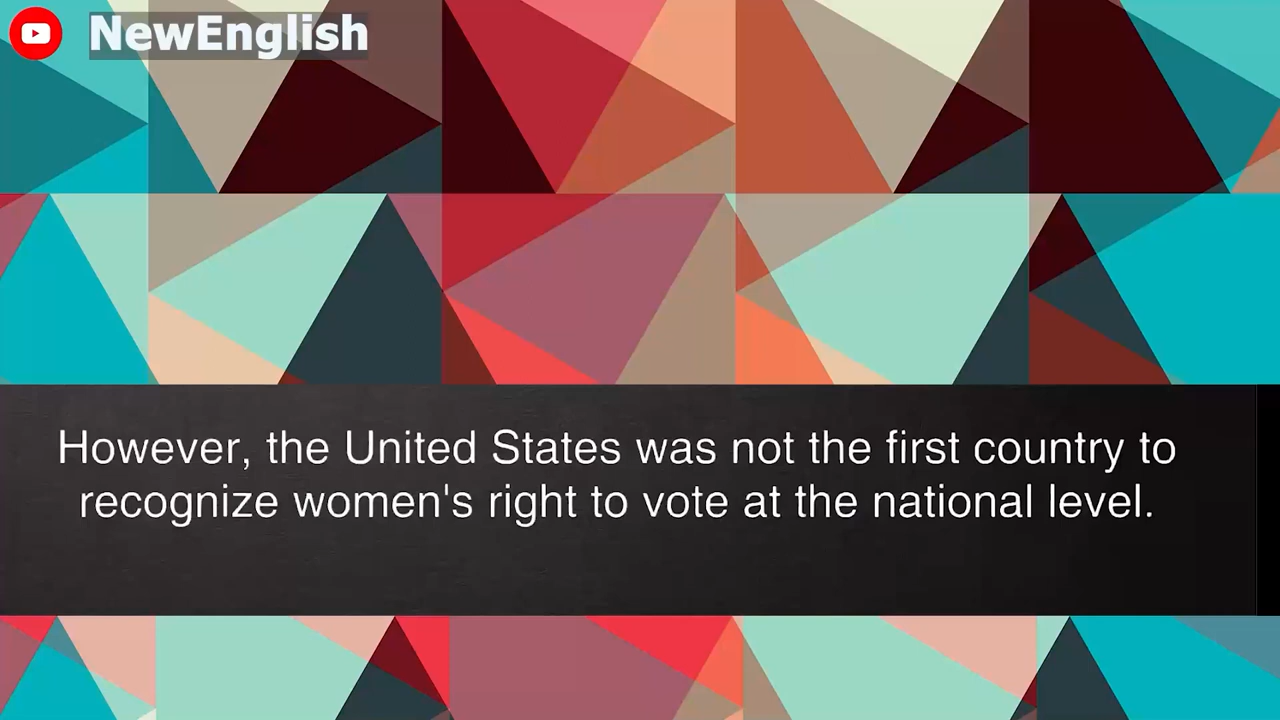 NewEnglish
However, the United States was not the first country to
recognize women's right to vote at the national level.